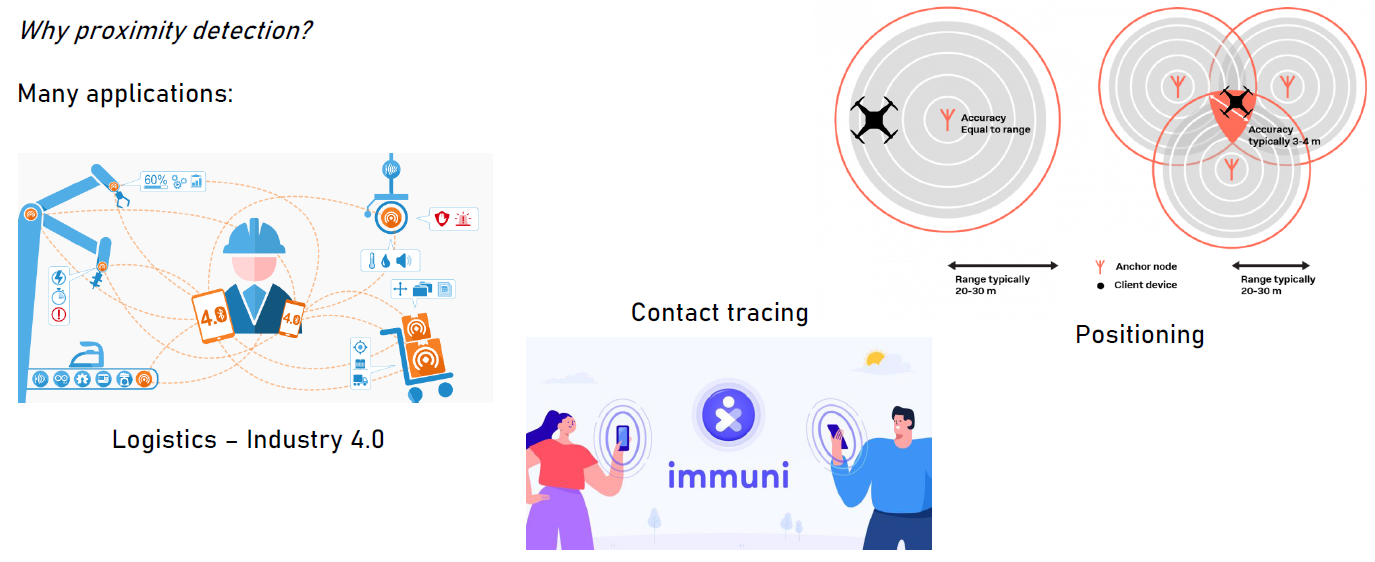 Why proximity detection?
Many applications:
60%
4.0
4.0
Logistics – Industry 4.0
Contact tracing
immuni
Accuracy
Equal to range
Range typically
20-30 m
Accuracy
typically 3-4 m
Anchor node
Client device
Range typically
20-30 m
Positioning